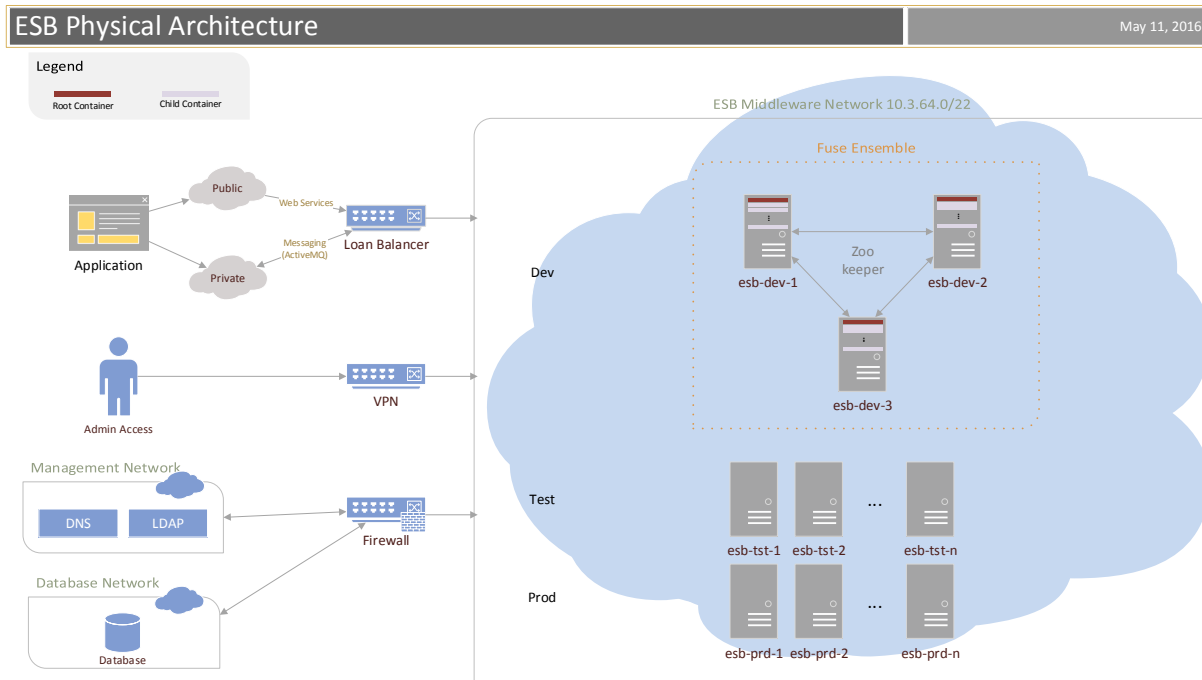 ESB Physical Architecture
May 11, 2016
Legend
Root Container
Child Container
ESB Middleware Network 10.3.64.0/22
Fuse Ensemble
Public
Web Services
Application
Loan Balancer
Messaging
(ActiveMQ)
Private
Dev
Zoo
keeper
esb-dev-1
esb-dev-2
esb-dev-3
Admin Access
VPN
Management Network
DNS
LDAP
Firewall
Test
...
esb-tst-1
esb-tst-2
esb-tst-n
Database Network
Database
Prod
...
esb-prd-1
esb-prd-2
esb-prd-n